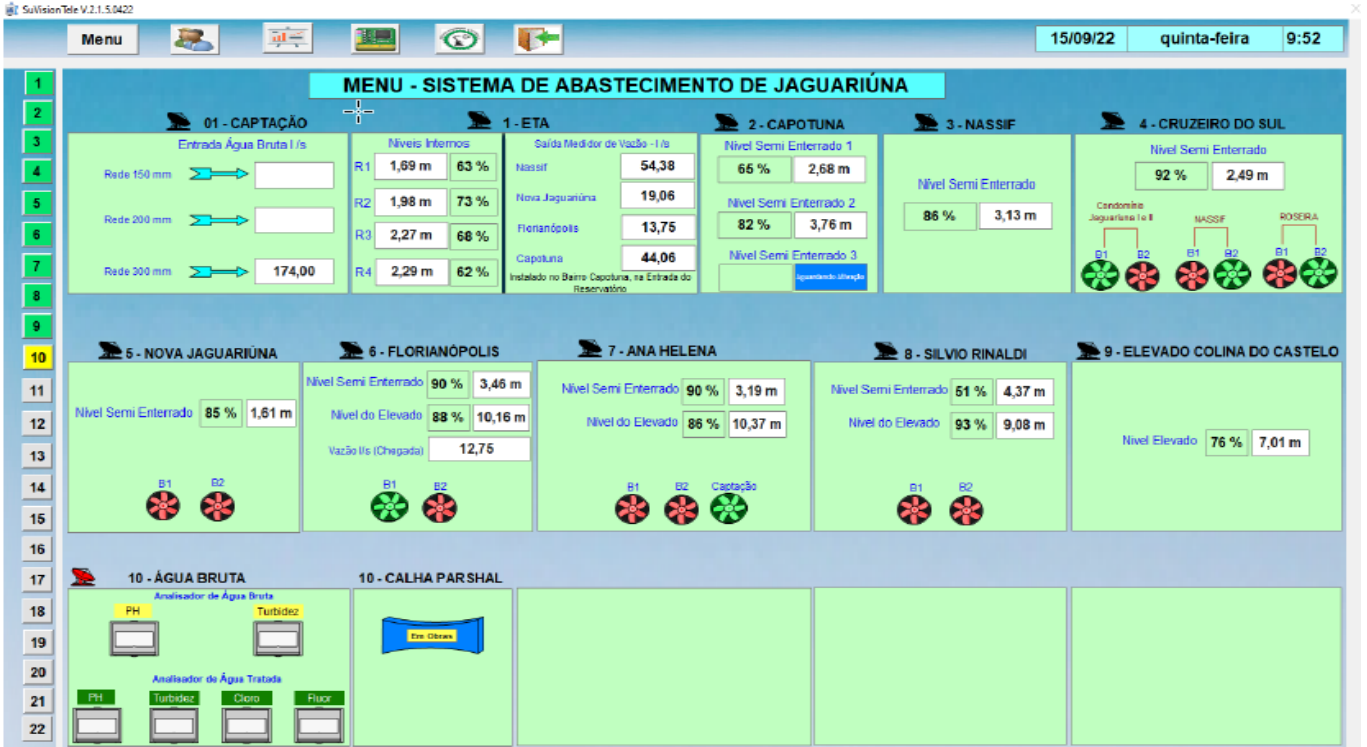 SuVisionTele V.2.1.5.0422
Menu
15/09/22 quinta-feira 9:52
MENU - SISTEMA DE ABASTECIMENTO DE JAGUARIÚNA
1
2
3
4
5
6
7
8
9
10
11
12
13
14
15
16
17
18
19
20
21
22
01 - CAPTAÇÃO
Entrada Água Bruta l /s
Rede 150 mm
Rede 200 mm
Rede 300 mm 174,00
1 - ETA
Níveis Internos
R1 1,69 m 63 %
R2 1,98 m 73 %
R3 2,27 m 68 %
R4 2,29 m 62 %
Saída Medidor de Vazão - l /s
Nassif 54,38
Nova Jaguariúna 19,06
Florianópolis 13,75
Capotuna 44,06
Instalado no Bairro Capotuna, na Entrada do
Reservatório
2 - CAPOTUNA
Nível Semi Enterrado 1
65 % 2,68 m
Nível Semi Enterrado 2
82 % 3,76 m
Nível Semi Enterrado 3
Aguardando Ativação
3 - NASSIF
Nível Semi Enterrado
86 % 3,13 m
4 - CRUZEIRO DO SUL
Nível Semi Enterrado
92 % 2,49 m
Condomínio
Jaguariuna I e II NASSIF ROSEIRA
B1 B2 B1 B2 B1 B2
5 - NOVA JAGUARIÚNA
Nível Semi Enterrado 85 % 1,61 m
B1 B2
6 - FLORIANÓPOLIS
Nível Semi Enterrado 90 % 3,46 m
Nível do Elevado 88 % 10,16 m
Vazão l/s (Chegada) 12,75
B1 B2
7 - ANA HELENA
Nível Semi Enterrado 90 % 3,19 m
Nível do Elevado 86 % 10,37 m
B1 B2 Captação
8 - SILVIO RINALDI
Nível Semi Enterrado 51 % 4,37 m
Nível do Elevado 93 % 9,08 m
B1 B2
9 - ELEVADO COLINA DO CASTELO
Nível Elevado 76 % 7,01 m
10 - ÁGUA BRUTA
Analisador de Água Bruta
PH Turbidez
Analisador de Água Tratada
PH Turbidez Cloro Fluor
10 - CALHA PARSHAL
Em Obras